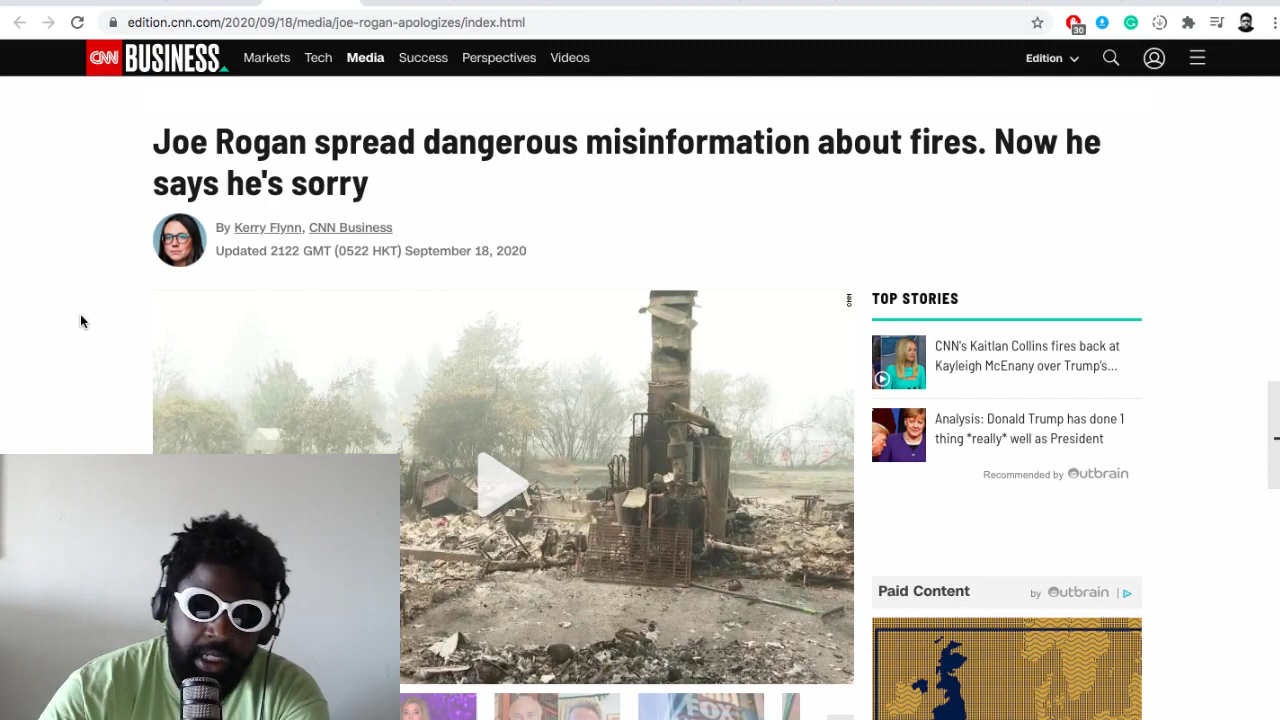 edition.cnn.com/2020/09/18/media/joe-rogan-apologizes/index.html
30
CNN BUSINESS
Markets Tech Media Success Perspectives Videos
Edition
Joe Rogan spread dangerous misinformation about fires. Now he
says he's sorry
By Kerry Flynn, CNN Business
Updated 2122 GMT (0522 HKT) September 18, 2020
CNN
TOP STORIES
CNN's Kaitlan Collins fires back at
Kayleigh McEnany over Trump's...
Analysis: Donald Trump has done 1
thing *really* well as President
Recommended by Outbrain
Paid Content
by Outbrain
FOX